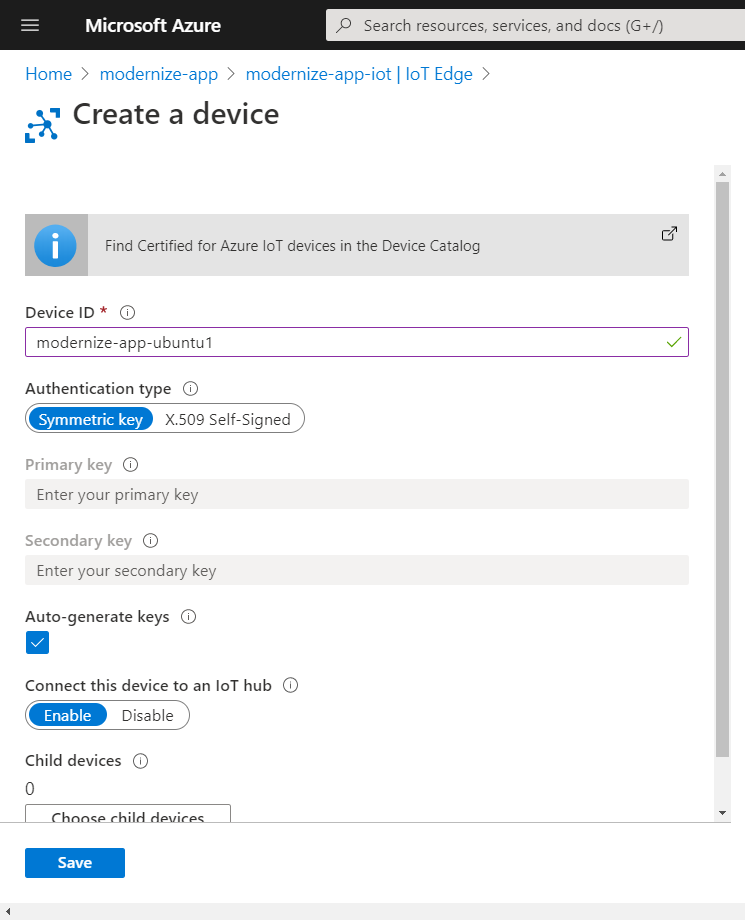 Microsoft Azure
Search resources, services, and docs (G+/)
Home > modernize-app > modernize-app-iot | IoT Edge >
Create a device
Find Certified for Azure IoT devices in the Device Catalog
Device ID *
modernize-app-ubuntu1
Authentication type
Symmetric key X.509 Self-Signed
Primary key
Enter your primary key
Secondary key
Enter your secondary key
Auto-generate keys
Connect this device to an IoT hub
Enable Disable
Child devices
0
Choose child devices
Save